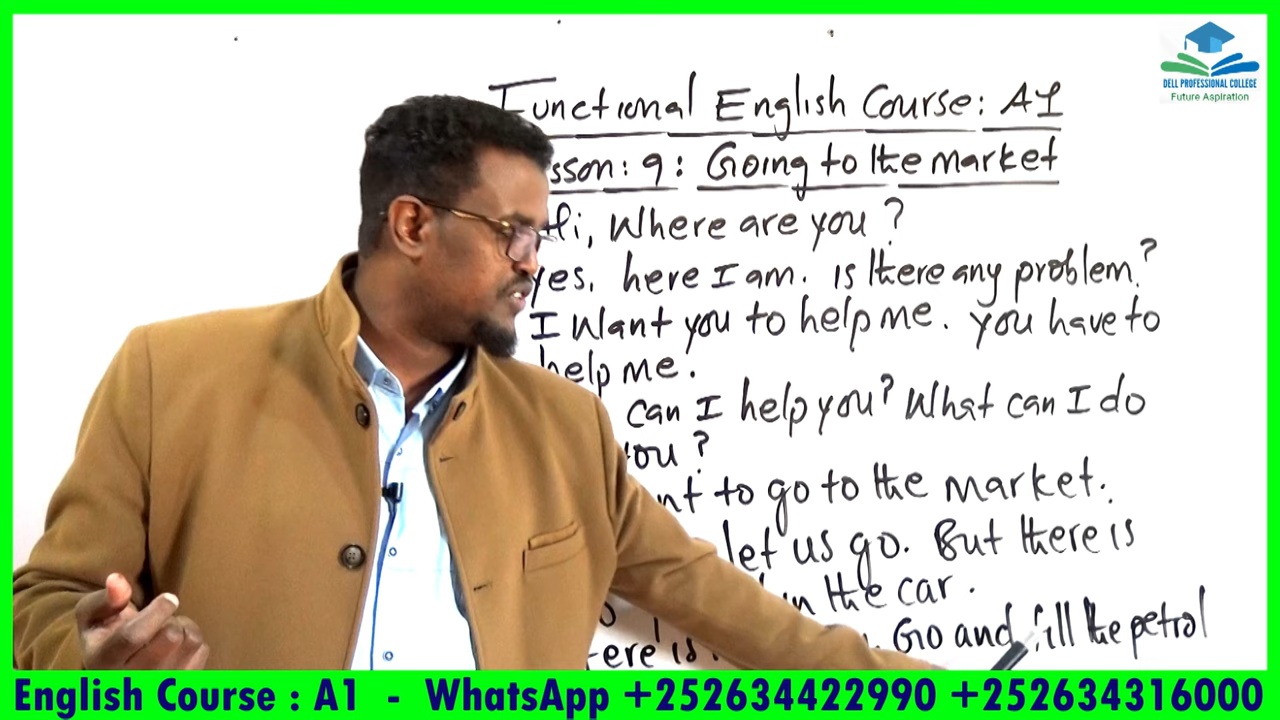 DELL PROFESSIONAL COLLEGE
Future Aspiration
Functional English Course: A1
sson: 9: Going to the market
Hi, Where are you?
yes. here I am. is there any problem?
I Want you to help me. you have to
help me.
can I help you? What can I do
you?
nt to go to the market.
let us go. But there is
in the car.
ere is Go and fill the petrol
English Course : A1 - WhatsApp +252634422990 +252634316000